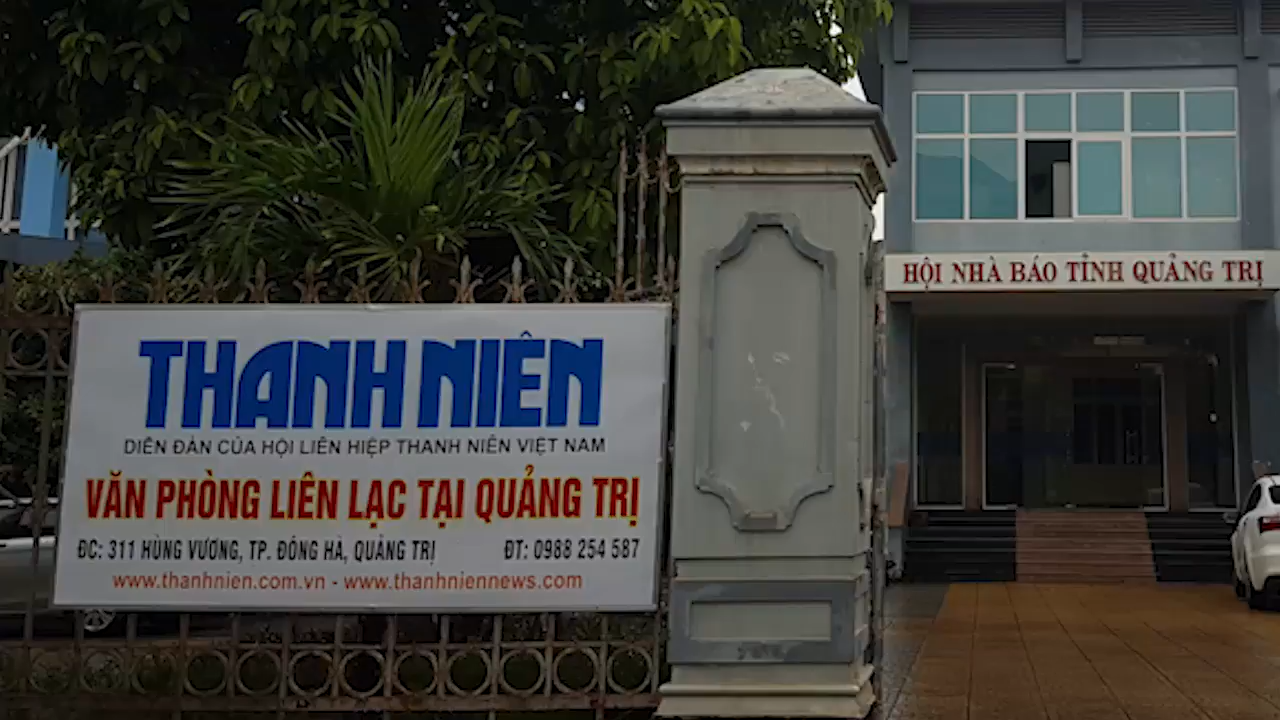 THANH NIÊN
DIỄN ĐÀN CỦA HỘI LIÊN HIỆP THANH NIÊN VIỆT NAM
VĂN PHÒNG LIÊN LẠC TẠI QUẢNG TRỊ
ĐC: 311 HÙNG VƯƠNG, TP. ĐÔNG HÀ, QUẢNG TRỊ ĐT: 0988 254 587
www.thanhnien.com.vn - www.thanhniennews.com
HỘI NHÀ BÁO TỈNH QUẢNG TRỊ